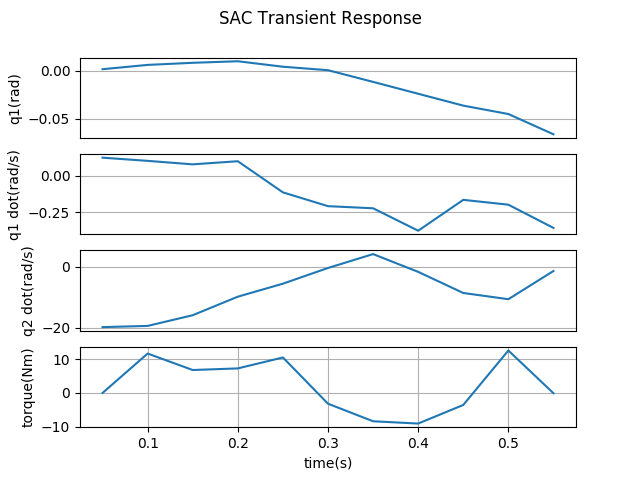 SAC Transient Response
q1(rad)
0.00
−0.05
q1 dot(rad/s)
0.00
−0.25
q2 dot(rad/s)
0
−20
torque(Nm)
10
0
−10
0.1 0.2 0.3 0.4 0.5
time(s)